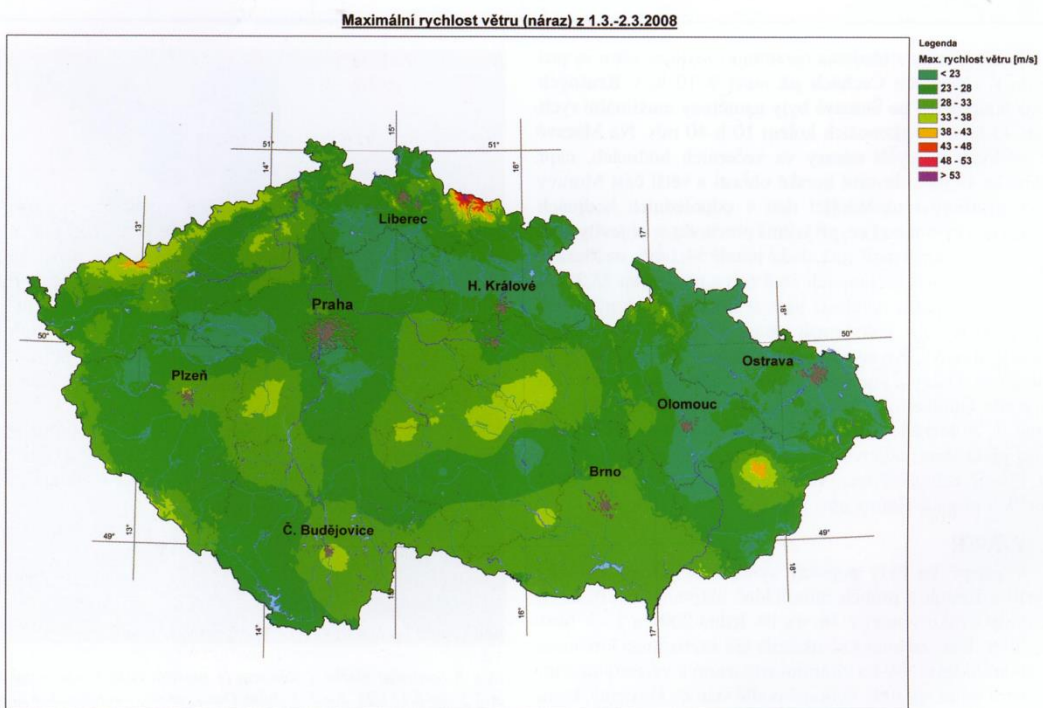 Maximální rychlost větru (náraz) z 1.3.-2.3.2008
Legenda
Max. rychlost větru [m/s]
< 23
23 - 28
28 - 33
33 - 38
38 - 43
43 - 48
48 - 53
> 53
15°
51°
51°
14°
16°
13°
Liberec
17°
H. Králové
Praha
18°
50°
50°
Ostrava
Plzeň
Olomouc
Brno
Č. Budějovice
49°
13°
49°
18°
15°
16°
14°
17°